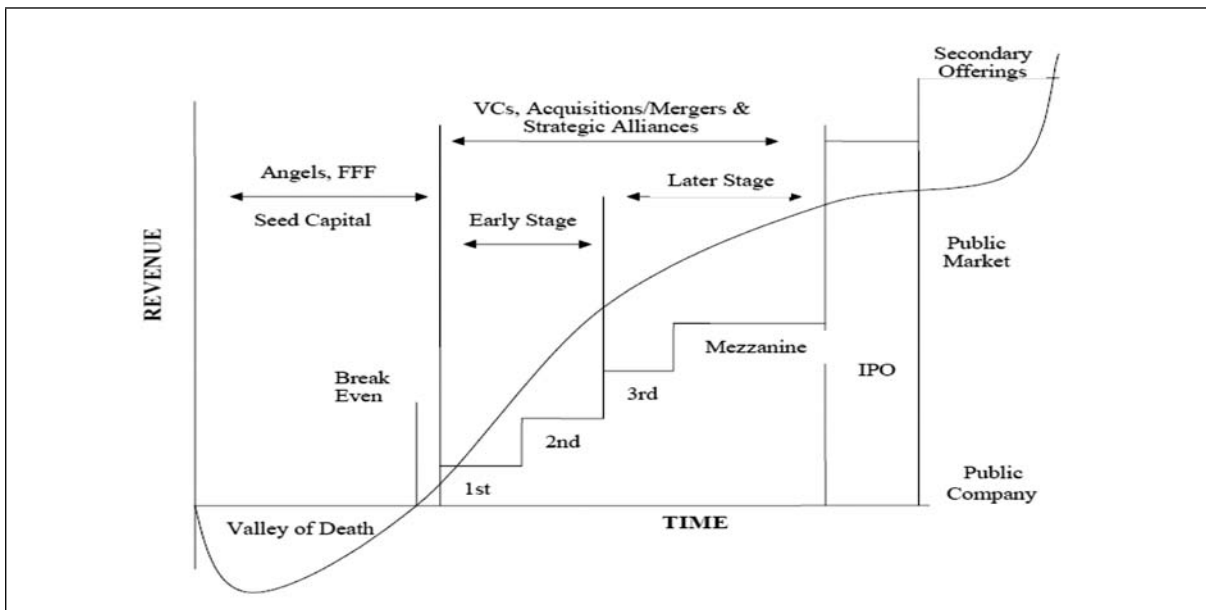 Secondary
Offerings
VCs, Acquisitions/Mergers &
Strategic Alliances
Angels, FFF
Later Stage
Seed Capital
Early Stage
REVENUE
Public
Market
Mezzanine
Break
Even
IPO
3rd
2nd
1st
Public
Company
Valley of Death
TIME